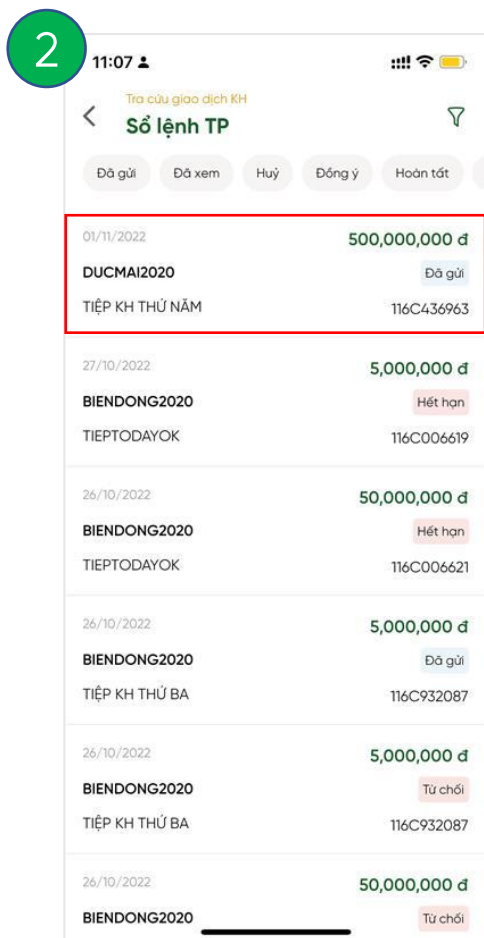 2
11:07
Tra cứu giao dịch KH
Sổ lệnh TP
Đã gửi Đã xem Huỷ Đồng ý Hoàn tất
01/11/2022 500,000,000 đ
DUCMAI2020 Đã gửi
TIỆP KH THỨ NĂM 116C436963
27/10/2022 5,000,000 đ
BIENDONG2020 Hết hạn
TIEPTODAYOK 116C006619
26/10/2022 50,000,000 đ
BIENDONG2020 Hết hạn
TIEPTODAYOK 116C006621
26/10/2022 5,000,000 đ
BIENDONG2020 Đã gửi
TIỆP KH THỨ BA 116C932087
26/10/2022 5,000,000 đ
BIENDONG2020 Từ chối
TIỆP KH THỨ BA 116C932087
26/10/2022 50,000,000 đ
BIENDONG2020 Từ chối